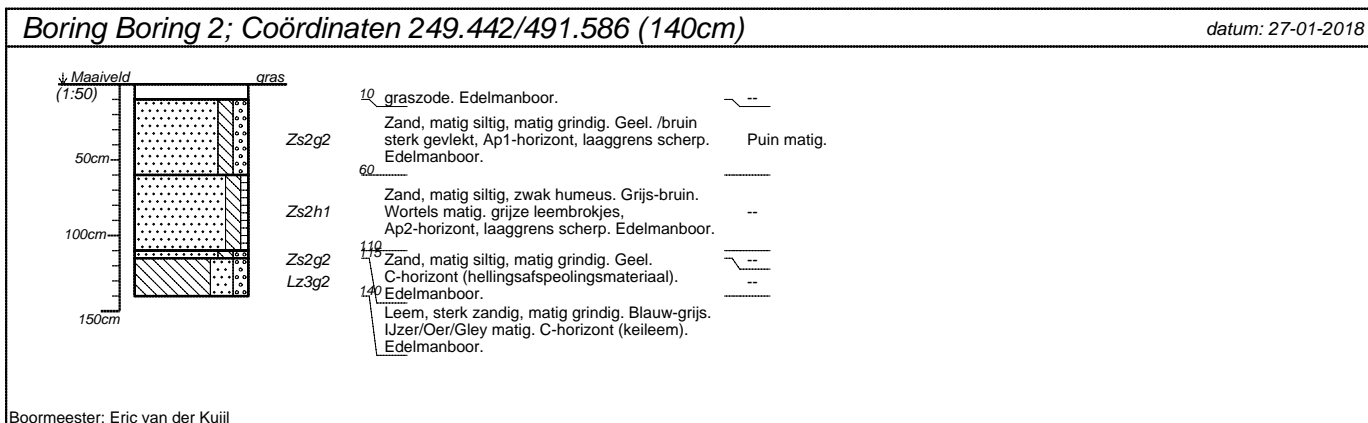 Boring Boring 2; Coördinaten 249.442/491.586 (140cm)
datum: 27-01-2018
Maaiveld
gras
(1:50)
50cm
100cm
150cm
10
graszode. Edelmanboor.
--
Zs2g2
Zand, matig siltig, matig grindig. Geel. /bruin
sterk gevlekt, Ap1-horizont, laaggrens scherp.
Edelmanboor.
Puin matig.
60
Zs2h1
Zand, matig siltig, zwak humeus. Grijs-bruin.
Wortels matig. grijze leembrokjes,
Ap2-horizont, laaggrens scherp. Edelmanboor.
--
110
Zs2g2
115
Zand, matig siltig, matig grindig. Geel.
C-horizont (hellingsafspeolingsmateriaal).
Edelmanboor.
--
Lz3g2
--
140
Leem, sterk zandig, matig grindig. Blauw-grijs.
IJzer/Oer/Gley matig. C-horizont (keileem).
Edelmanboor.
Boormeester: Eric van der Kuijl